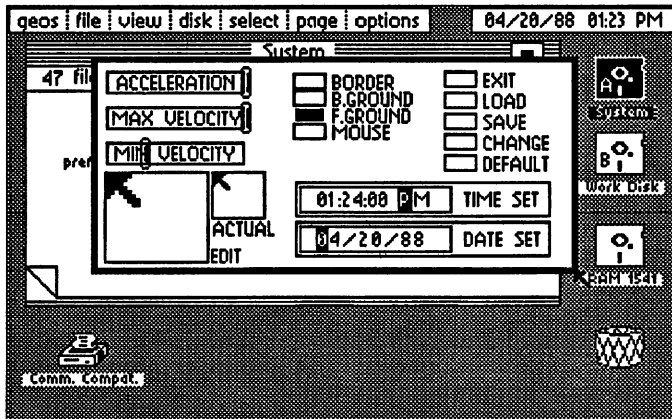 geos file view disk select page options 04/20/88 01:23 PM
System
47 file
pref
ACCELERATION
MAX VELOCITY
MIN VELOCITY
ACTUAL
EDIT
BORDER
B.GROUND
F.GROUND
MOUSE
EXIT
LOAD
SAVE
CHANGE
DEFAULT
01:24:00 PM TIME SET
04/20/88 DATE SET
A
System
B
Work Disk
RAM 1541
Comm. Compat.